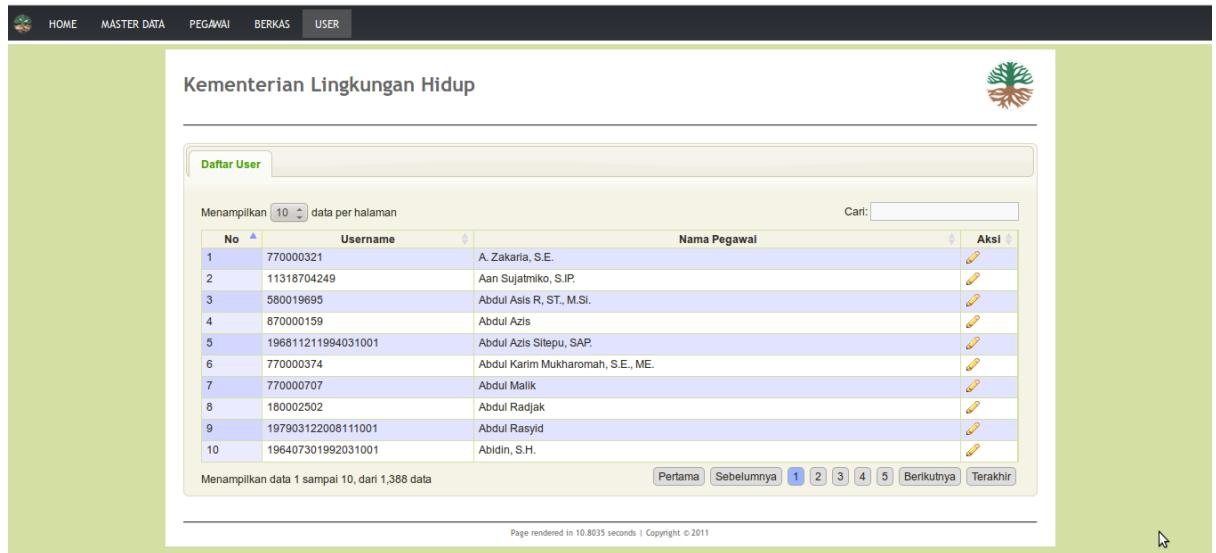 HOME MASTER DATA PEGAWAI BERKAS USER
Kementerian Lingkungan Hidup
Daftar User
Menampilkan 10 data per halaman Cari:
No Username Nama Pegawai Aksi
1 770000321 A. Zakaria, S.E.
2 11318704249 Aan Sujatmiko, S.IP.
3 580019695 Abdul Asis R, ST., M.Si.
4 870000159 Abdul Azis
5 196811211994031001 Abdul Azis Sitepu, SAP.
6 770000374 Abdul Karim Mukharomah, S.E., ME.
7 770000707 Abdul Malik
8 180002502 Abdul Radjak
9 197903122008111001 Abdul Rasyid
10 196407301992031001 Abidin, S.H.
Menampilkan data 1 sampai 10, dari 1,388 data Pertama Sebelumnya 1 2 3 4 5 Berikutnya Terakhir
Page rendered in 10.8035 seconds | Copyright © 2011